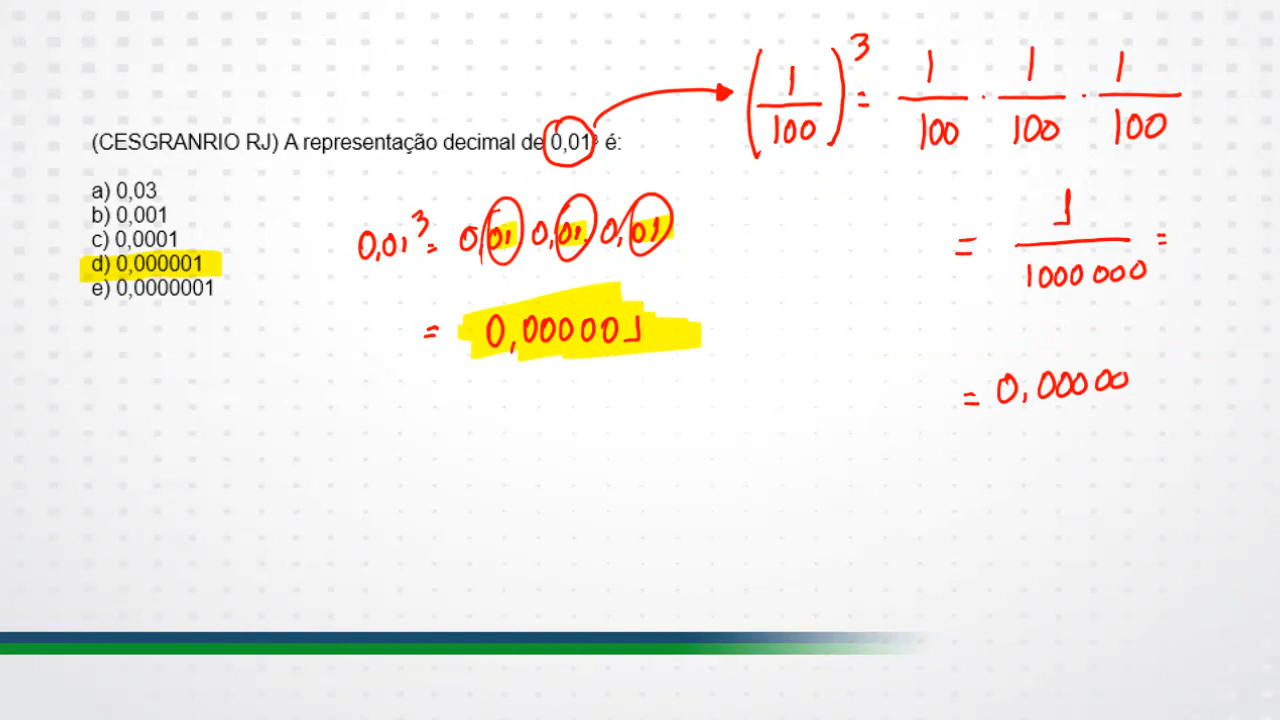 (CESGRANRIO RJ) A representação decimal de 0,01³ é:
a) 0,03
b) 0,001
c) 0,0001
d) 0,000001
e) 0,0000001
0,01³ = 0,01. 0,01. 0,01
= 0,000001
(1/100)³ = 1/100 · 1/100 · 1/100
= 1/1000 000 =
= 0,00000